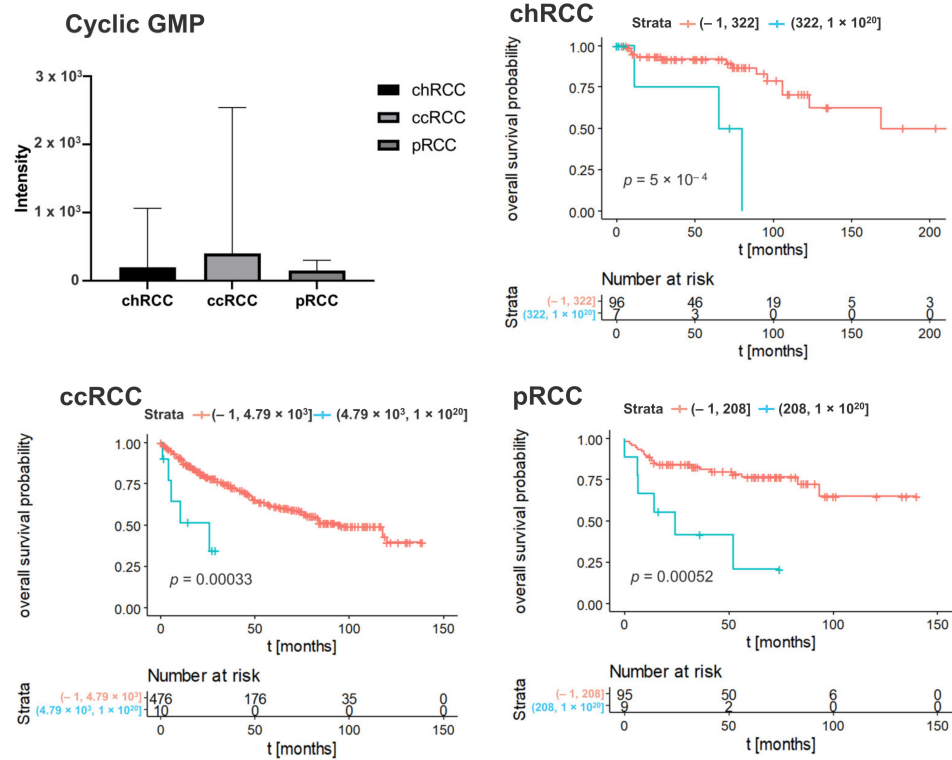 Cyclic GMP
3 x 10³
2 x 10³
1 x 10³
0
Intensity
chRCC
ccRCC
pRCC
chRCC
ccRCC
pRCC
chRCC
Strata (– 1, 322] (322, 1 × 10²⁰]
overall survival probability
1.00
0.75
0.50
0.25
0.00
p = 5 × 10⁻⁴
0 50 100 150 200
t [months]
Number at risk
Strata
(– 1, 322] 96 46 19 5 3
(322, 1 × 10²⁰] 7 3 0 0 0
0 50 100 150 200
t [months]
ccRCC
Strata (– 1, 4.79 × 10³] (4.79 × 10³, 1 × 10²⁰]
overall survival probability
1.00
0.75
0.50
0.25
0.00
p = 0.00033
0 50 100 150
t [months]
Number at risk
Strata
(– 1, 4.79 × 10³] 476 176 35 0
(4.79 × 10³, 1 × 10²⁰] 10 0 0 0
0 50 100 150
t [months]
pRCC
Strata (– 1, 208] (208, 1 × 10²⁰]
overall survival probability
1.00
0.75
0.50
0.25
0.00
p = 0.00052
0 50 100 150
t [months]
Number at risk
Strata
(– 1, 208] 95 50 6 0
(208, 1 × 10²⁰] 9 2 0 0
0 50 100 150
t [months]